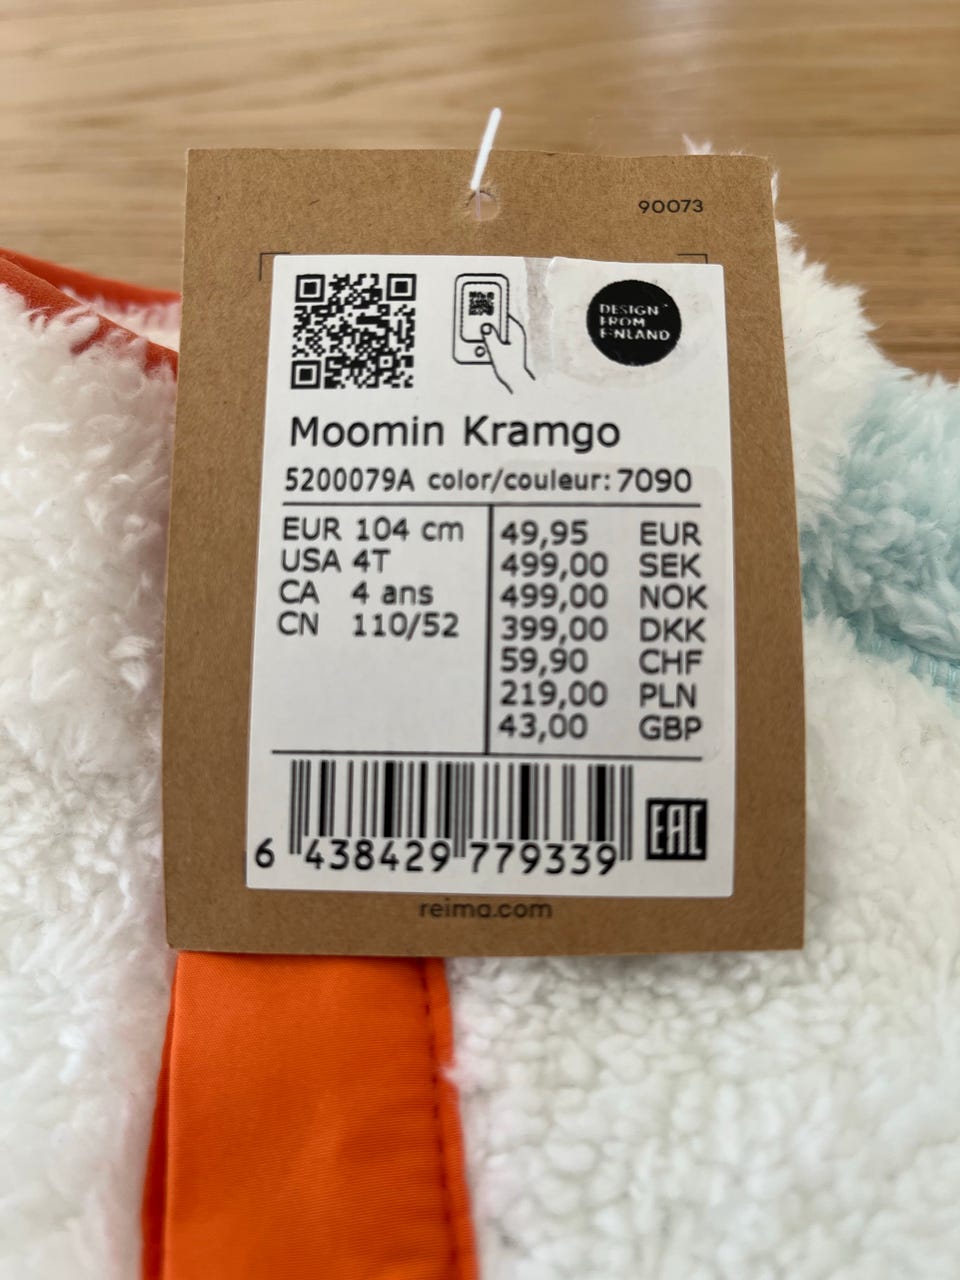 90073
DESIGN
FROM
FINLAND
Moomin Kramgo
5200079A color/couleur: 7090
EUR 104 cm
USA 4T
CA 4 ans
CN 110/52
49,95 EUR
499,00 SEK
499,00 NOK
399,00 DKK
59,90 CHF
219,00 PLN
43,00 GBP
6 438429 779339
EAC
reima.com